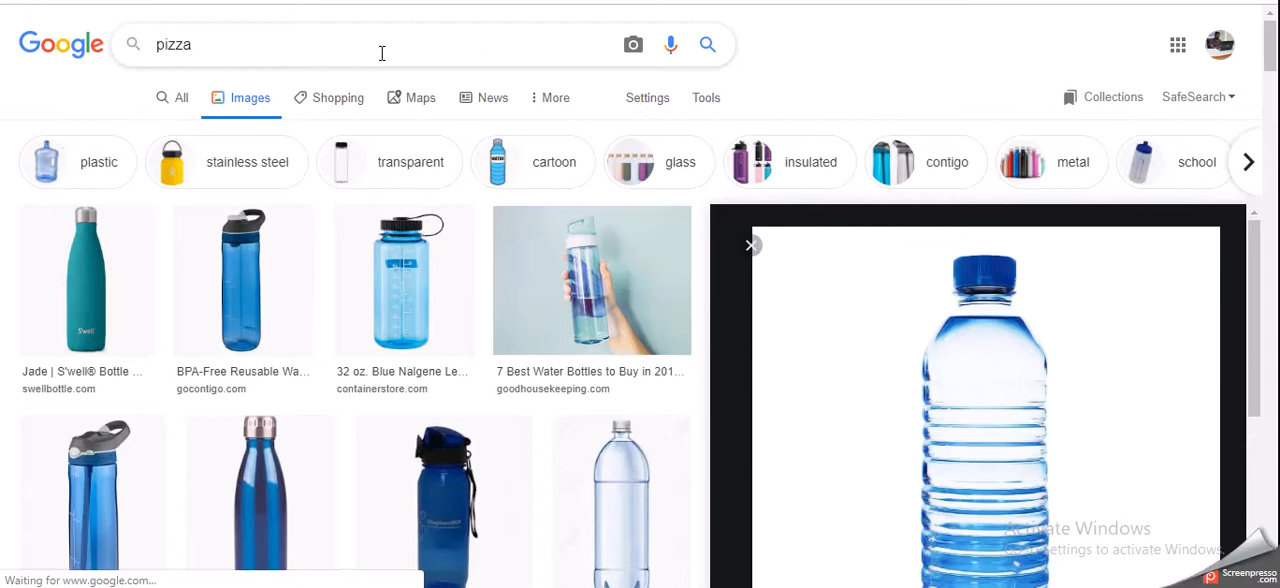 Google
pizza
All
Images
Shopping
Maps
News
More
Settings
Tools
Collections
SafeSearch
plastic
stainless steel
transparent
WATER
cartoon
glass
insulated
contigo
metal
school
S'well
Jade | S'well® Bottle ...
swellbottle.com
BPA-Free Reusable Wa...
gocontigo.com
32 oz. Blue Nalgene Le...
containerstore.com
7 Best Water Bottles to Buy in 201...
goodhousekeeping.com
Activate Windows
Settings to activate Windows.
Waiting for www.google.com...
Screenpresso
.com